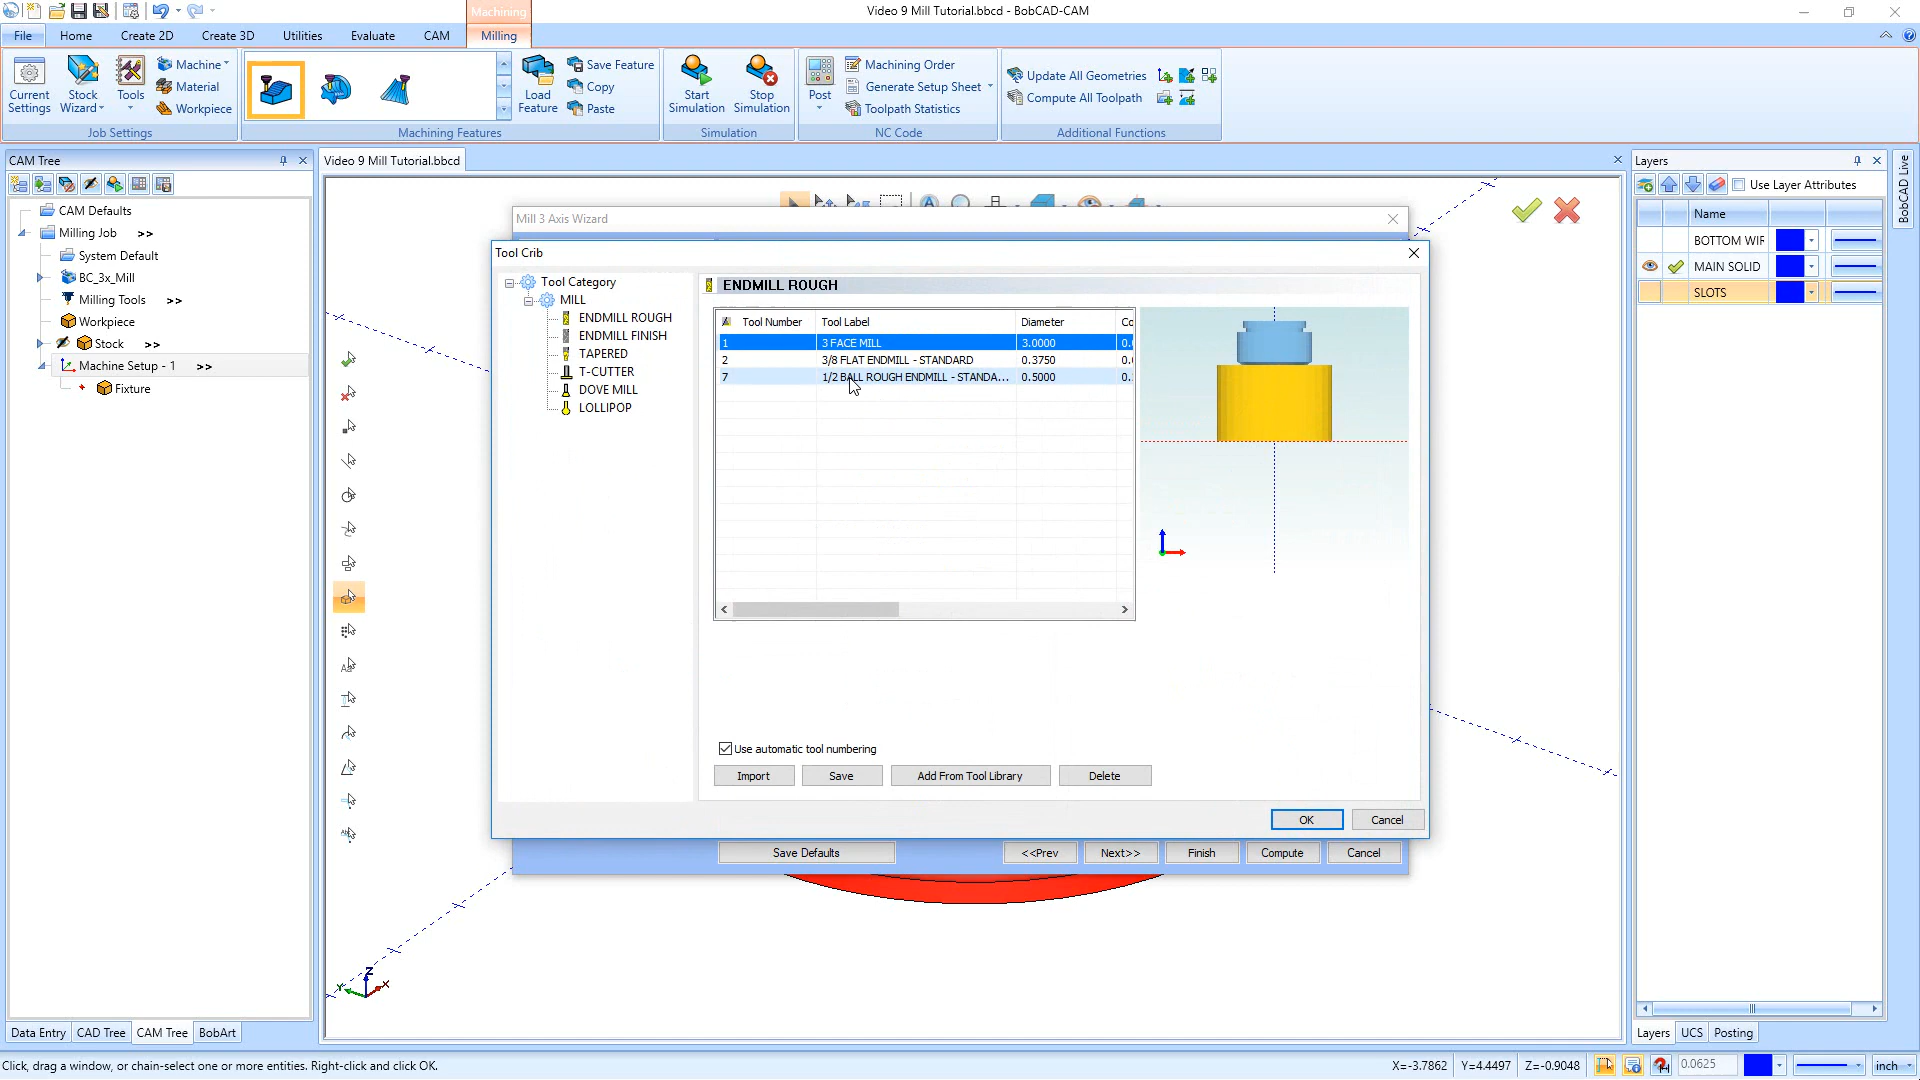 Video 9 Mill Tutorial.bbcd - BobCAD-CAM
Machining
File Home Create 2D Create 3D Utilities Evaluate CAM Milling
Current Settings
Stock Wizard
Tools
Machine
Material
Workpiece
Job Settings
Load Feature
Save Feature
Copy
Paste
Machining Features
Start Simulation
Stop Simulation
Simulation
Post
Machining Order
Generate Setup Sheet
Toolpath Statistics
NC Code
Update All Geometries
Compute All Toolpath
Additional Functions
CAM Tree
CAM Defaults
Milling Job >>
System Default
BC_3x_Mill
Milling Tools >>
Workpiece
Stock >>
Machine Setup - 1 >>
Fixture
Data Entry CAD Tree CAM Tree BobArt
Video 9 Mill Tutorial.bbcd
Mill 3 Axis Wizard
Tool Crib
Tool Category
MILL
ENDMILL ROUGH
ENDMILL FINISH
TAPERED
T-CUTTER
DOVE MILL
LOLLIPOP
ENDMILL ROUGH
Tool Number Tool Label Diameter Co
1 3 FACE MILL 3.0000 0.
2 3/8 FLAT ENDMILL - STANDARD 0.3750 0.
7 1/2 BALL ROUGH ENDMILL - STANDA... 0.5000 0.
Use automatic tool numbering
Import Save Add From Tool Library Delete
OK Cancel
Save Defaults <<Prev Next>> Finish Compute Cancel
Z
Y X
Layers
Use Layer Attributes
Name
BOTTOM WIF
MAIN SOLID
SLOTS
Layers UCS Posting
BobCAD Live
Click, drag a window, or chain-select one or more entities. Right-click and click OK.
X=-3.7862 Y=4.4497 Z=-0.9048 0.0625 inch